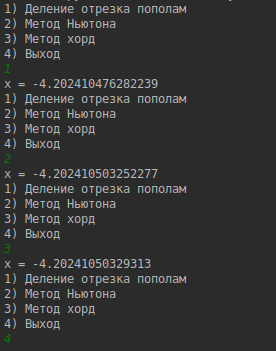 1) Деление отрезка пополам
2) Метод Ньютона
3) Метод хорд
4) Выход
1
x = -4.202410476282239
1) Деление отрезка пополам
2) Метод Ньютона
3) Метод хорд
4) Выход
2
x = -4.202410503252277
1) Деление отрезка пополам
2) Метод Ньютона
3) Метод хорд
4) Выход
3
x = -4.20241050329313
1) Деление отрезка пополам
2) Метод Ньютона
3) Метод хорд
4) Выход
4